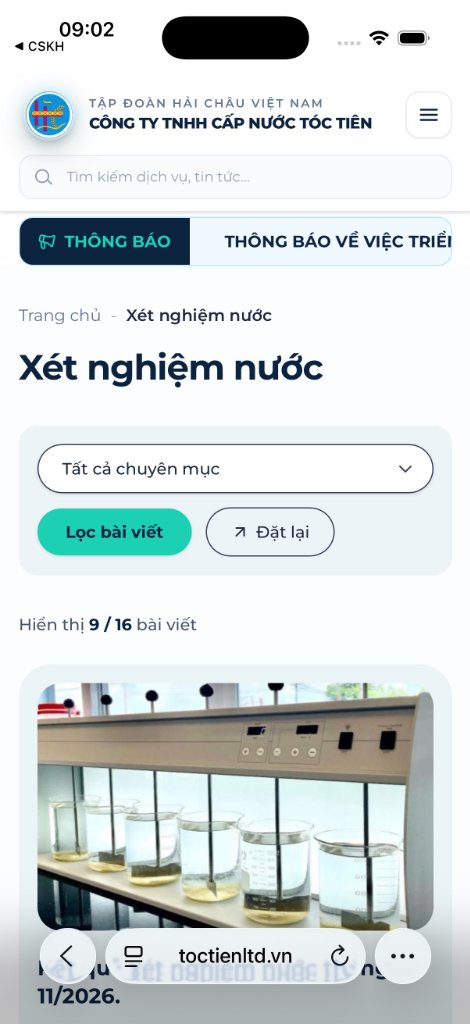 09:02
◀ CSKH
TẬP ĐOÀN HẢI CHÂU VIỆT NAM
CÔNG TY TNHH CẤP NƯỚC TÓC TIÊN
Tìm kiếm dịch vụ, tin tức...
THÔNG BÁO
THÔNG BÁO VỀ VIỆC TRIỂN
Trang chủ - Xét nghiệm nước
Xét nghiệm nước
Tất cả chuyên mục
Lọc bài viết
Đặt lại
Hiển thị 9 / 16 bài viết
toctienltd.vn
11/2026.